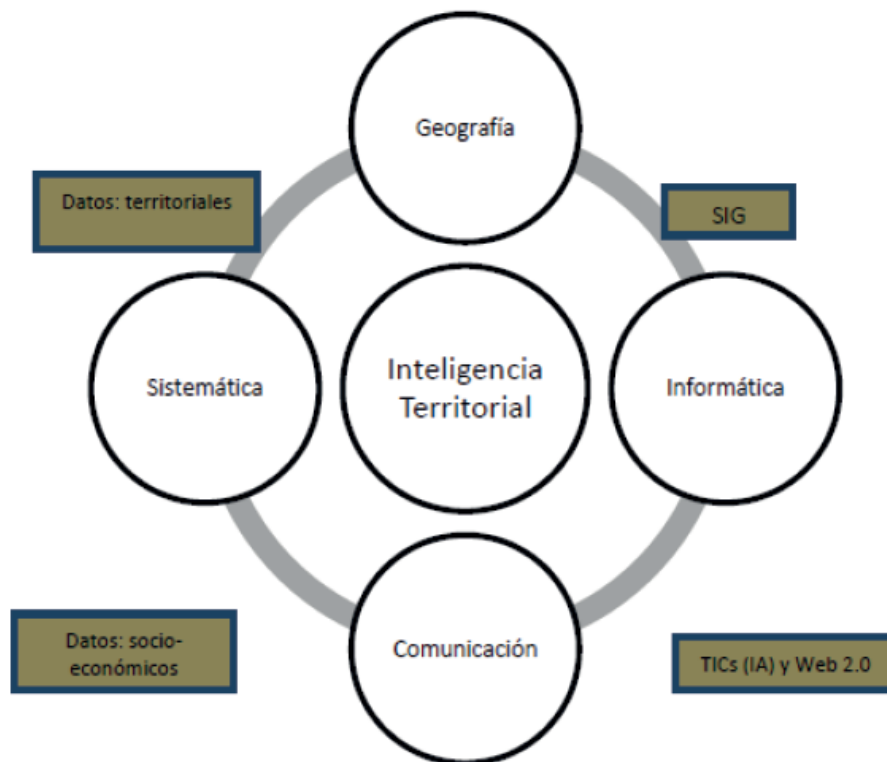 Geografía
Datos: territoriales
SIG
Sistemática
Inteligencia
Territorial
Informática
Datos: socio-
económicos
Comunicación
TICs (IA) y Web 2.0